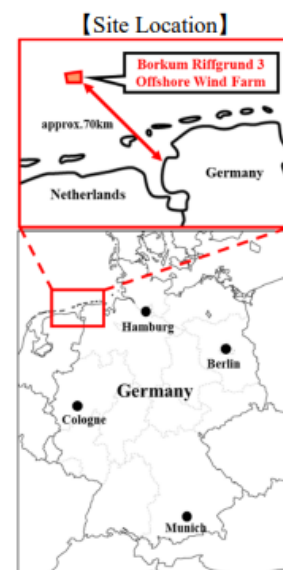 【Site Location】
Borkum Riffgrund 3
Offshore Wind Farm
approx.70km
Germany
Netherlands
Hamburg
Berlin
Germany
Cologne
Munich